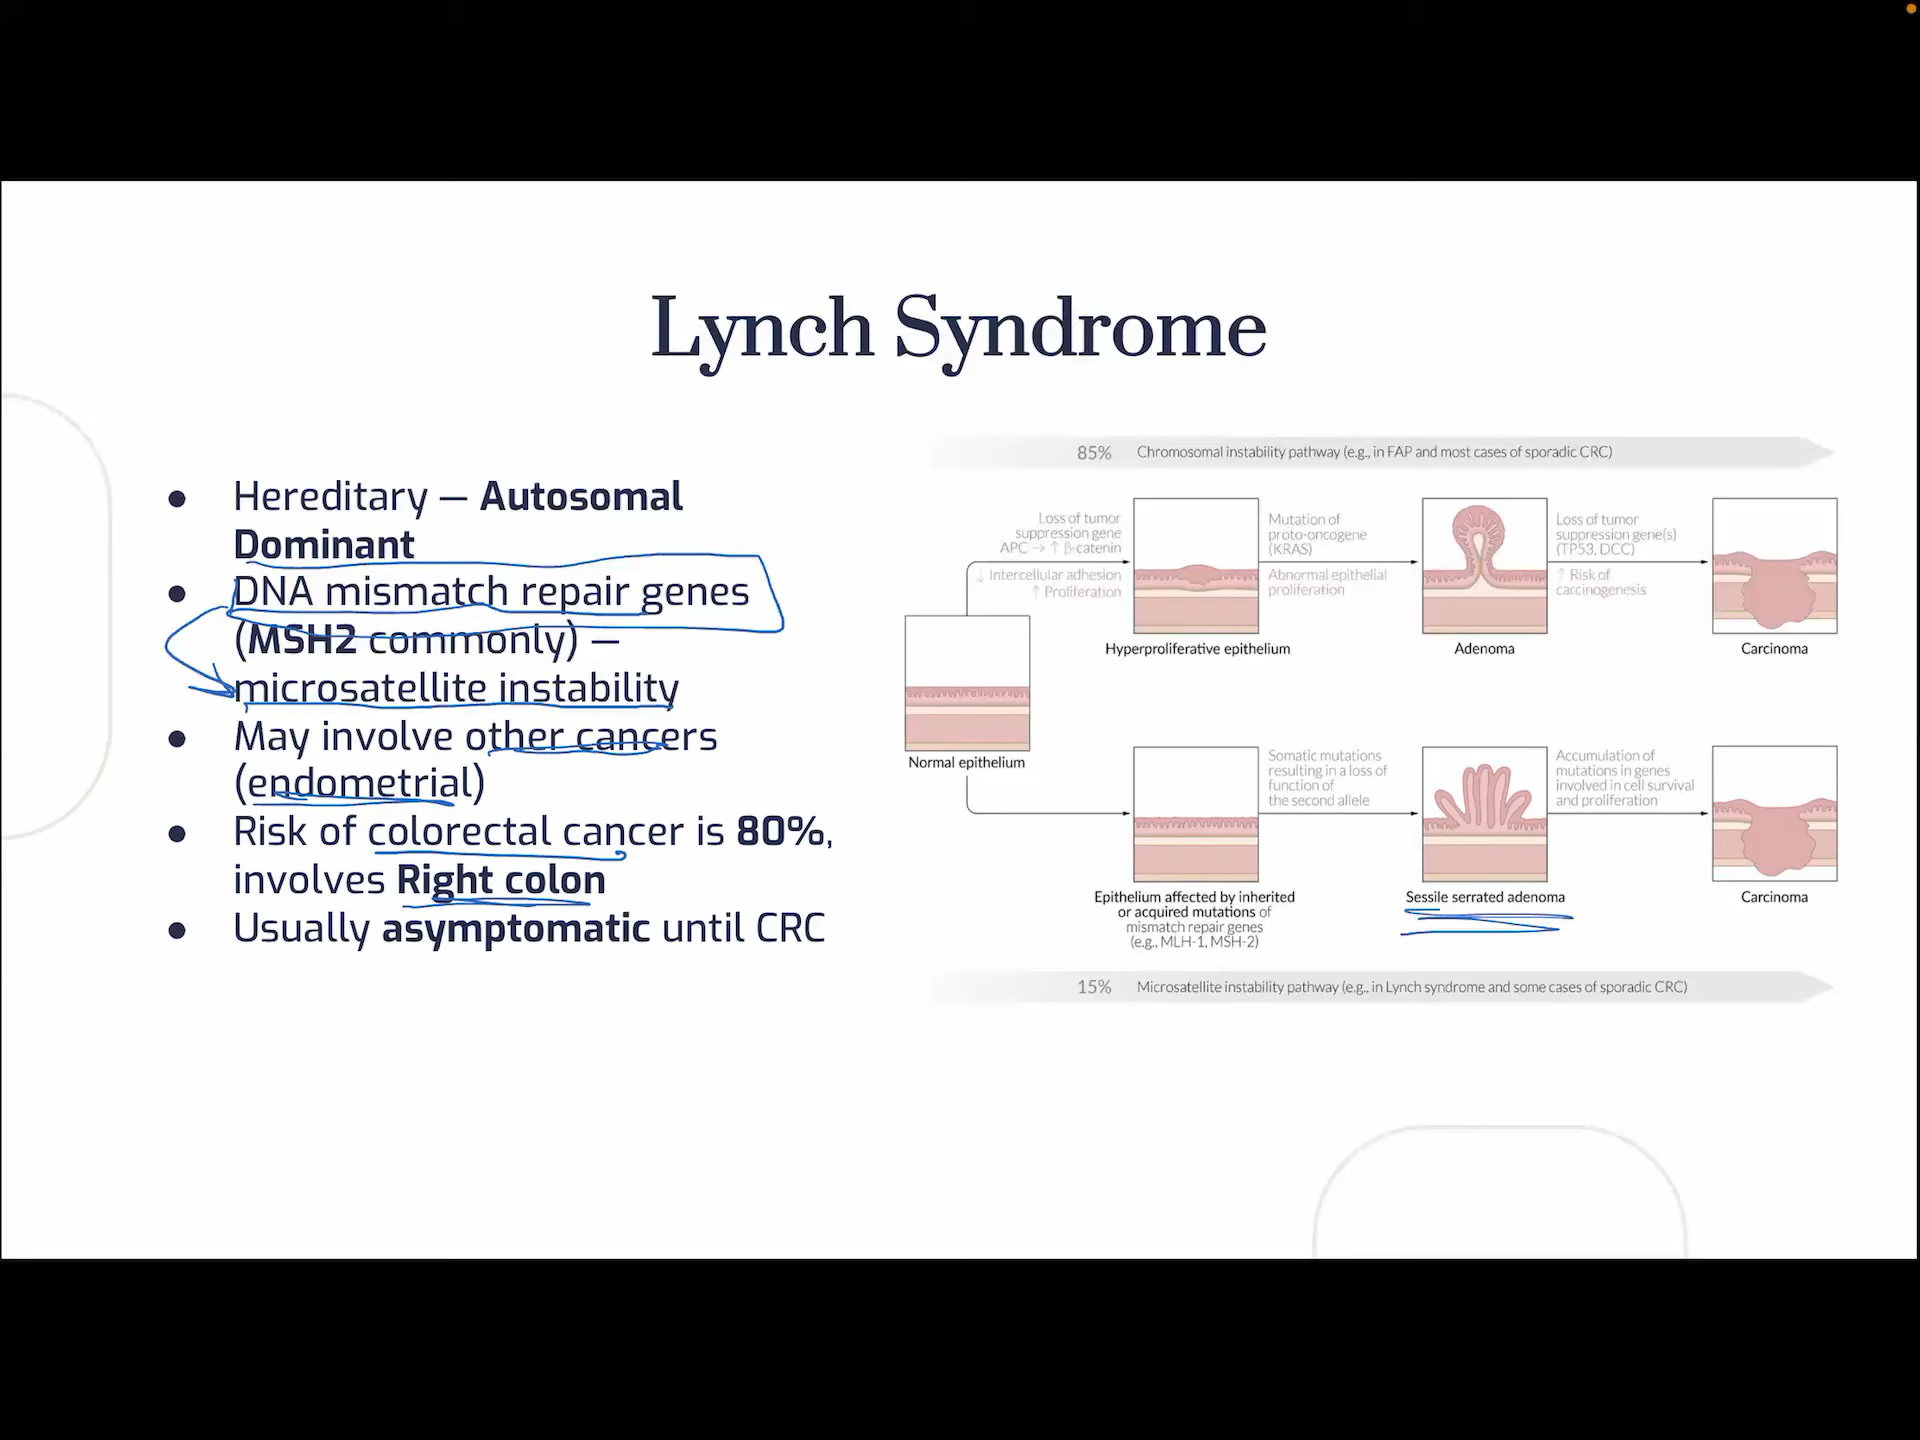 Lynch Syndrome
● Hereditary — Autosomal
Dominant
● DNA mismatch repair genes
(MSH2 commonly) —
microsatellite instability
● May involve other cancers
(endometrial)
● Risk of colorectal cancer is 80%,
involves Right colon
● Usually asymptomatic until CRC
85% Chromosomal instability pathway (e.g., in FAP and most cases of sporadic CRC)
Loss of tumor
suppression gene
APC → ↑ β-catenin
↓ Intercellular adhesion
↑ Proliferation
Hyperproliferative epithelium
Mutation of
proto-oncogene
(KRAS)
Abnormal epithelial
proliferation
Adenoma
Loss of tumor
suppression gene(s)
(TP53, DCC)
↑ Risk of
carcinogenesis
Carcinoma
Normal epithelium
Epithelium affected by inherited
or acquired mutations of
mismatch repair genes
(e.g., MLH-1, MSH-2)
Somatic mutations
resulting in a loss of
function of
the second allele
Sessile serrated adenoma
Accumulation of
mutations in genes
involved in cell survival
and proliferation
Carcinoma
15% Microsatellite instability pathway (e.g., in Lynch syndrome and some cases of sporadic CRC)